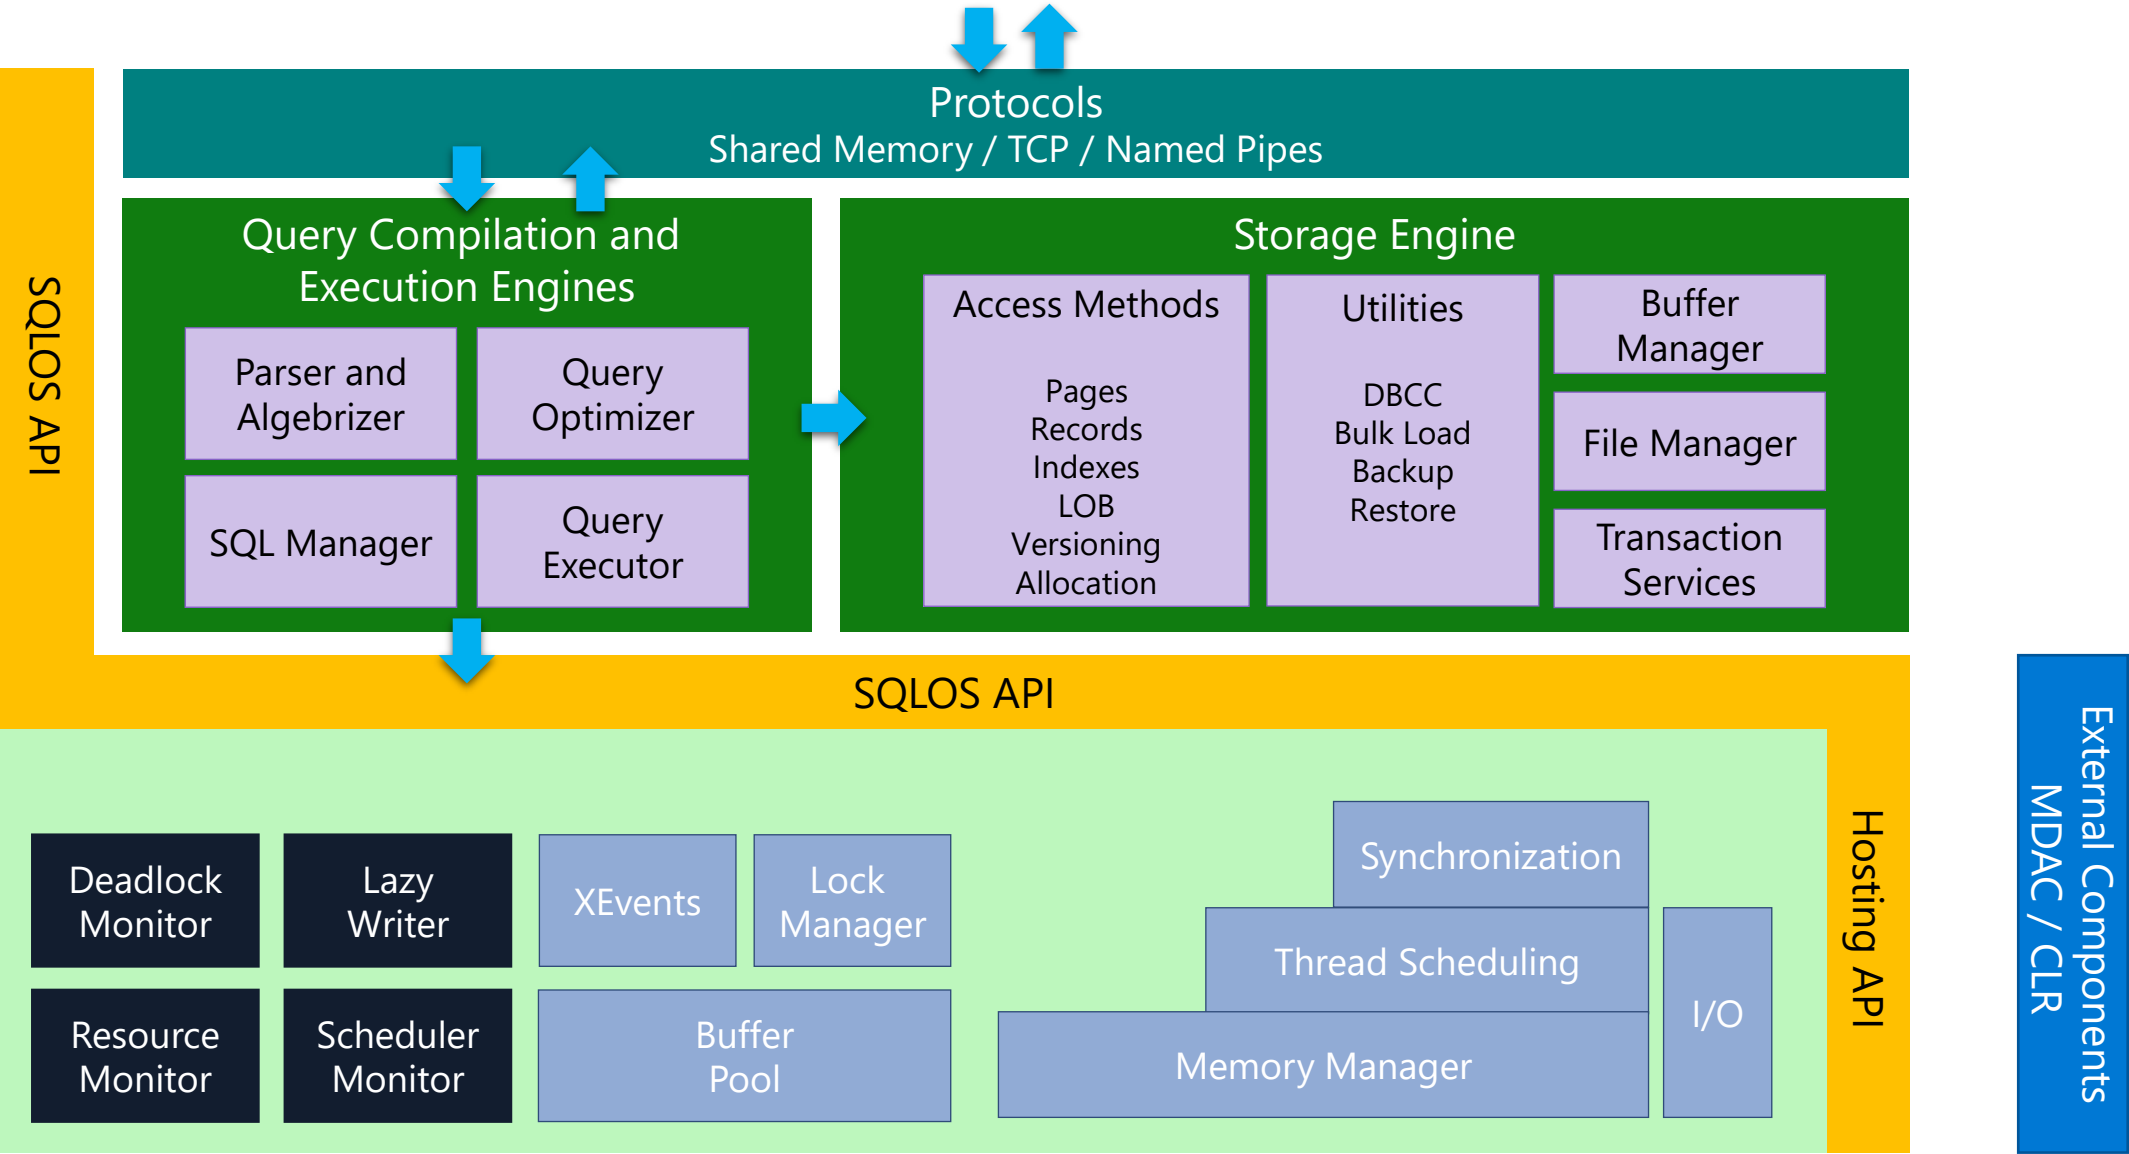 Protocols
Shared Memory / TCP / Named Pipes
SQLOS API
Query Compilation and
Execution Engines
Parser and
Algebrizer
Query
Optimizer
SQL Manager
Query
Executor
Storage Engine
Access Methods
Pages
Records
Indexes
LOB
Versioning
Allocation
Utilities
DBCC
Bulk Load
Backup
Restore
Buffer
Manager
File Manager
Transaction
Services
SQLOS API
Deadlock
Monitor
Lazy
Writer
XEvents
Lock
Manager
Resource
Monitor
Scheduler
Monitor
Buffer
Pool
Synchronization
Thread Scheduling
Memory Manager
I/O
Hosting API
External Components
MDAC / CLR